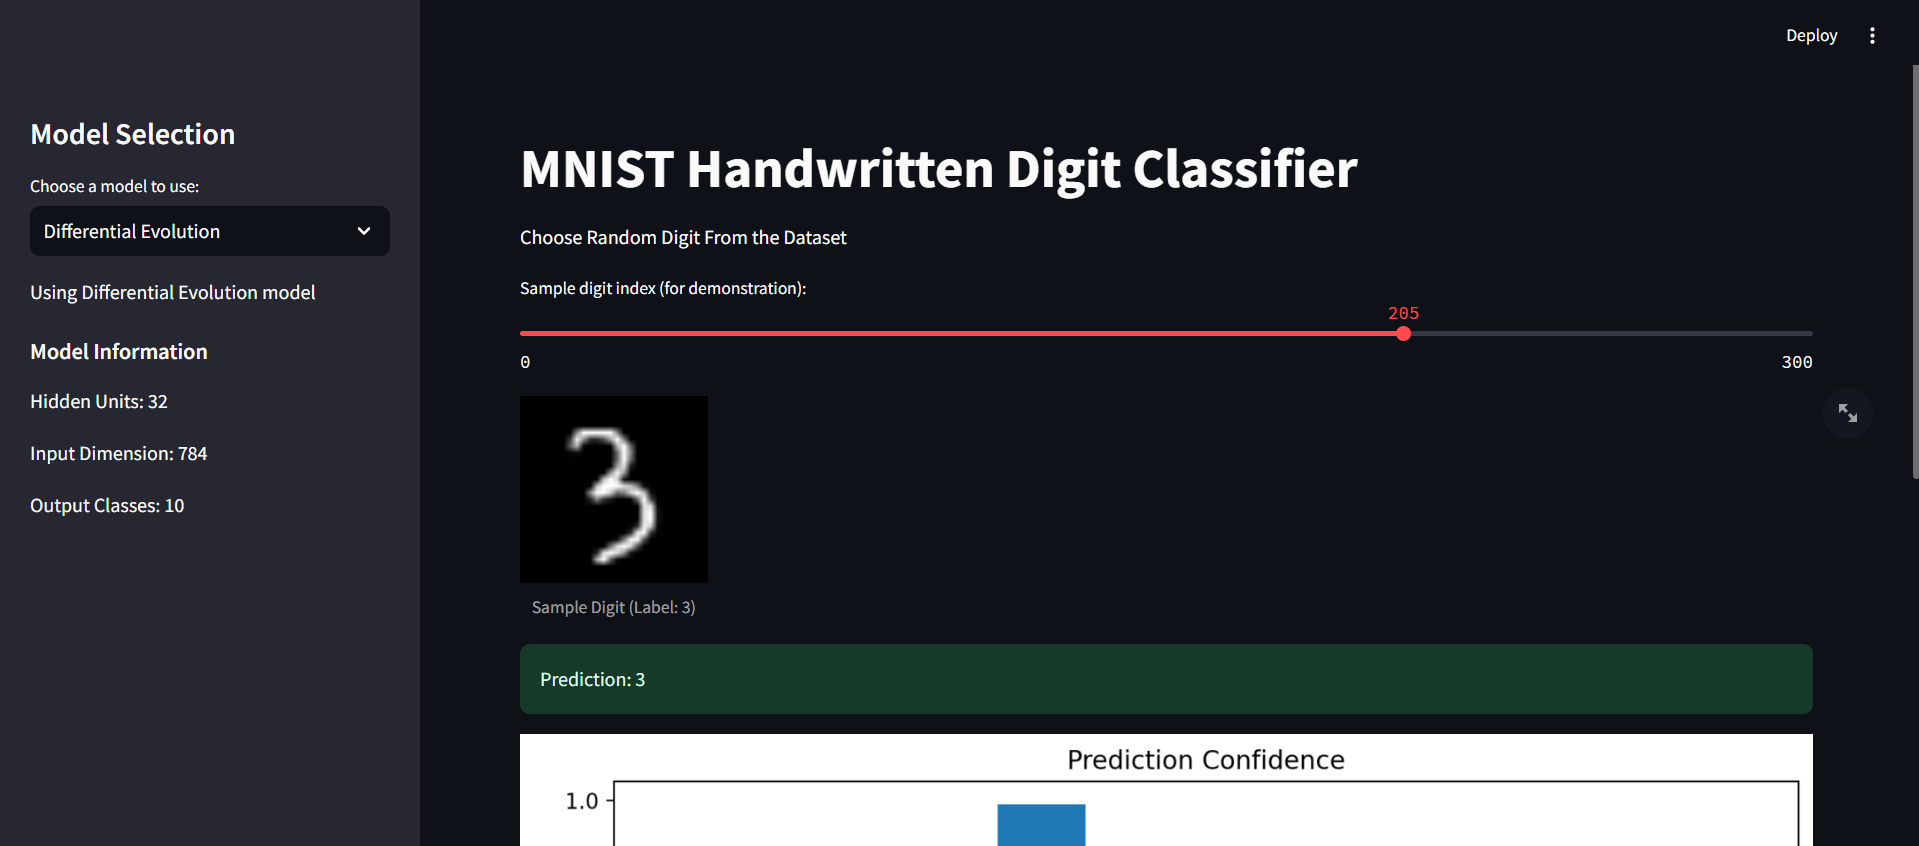 Deploy
Model Selection
Choose a model to use:
Differential Evolution
Using Differential Evolution model
Model Information
Hidden Units: 32
Input Dimension: 784
Output Classes: 10
MNIST Handwritten Digit Classifier
Choose Random Digit From the Dataset
Sample digit index (for demonstration):
205
0 300
3
Sample Digit (Label: 3)
Prediction: 3
Prediction Confidence
1.0